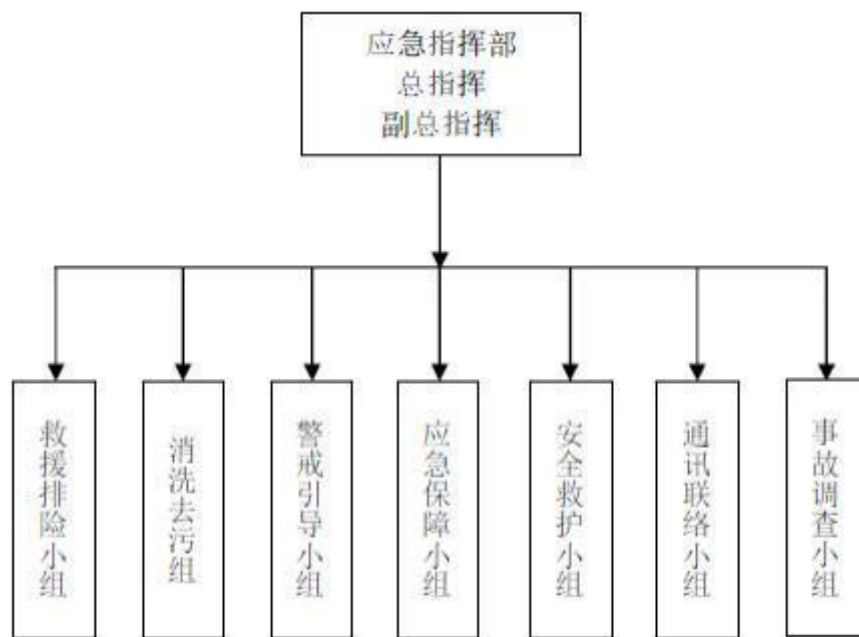 应急指挥部
总指挥
副总指挥
救援排险小组
消洗去污组
警戒引导小组
应急保障小组
安全救护小组
通讯联络小组
事故调查小组